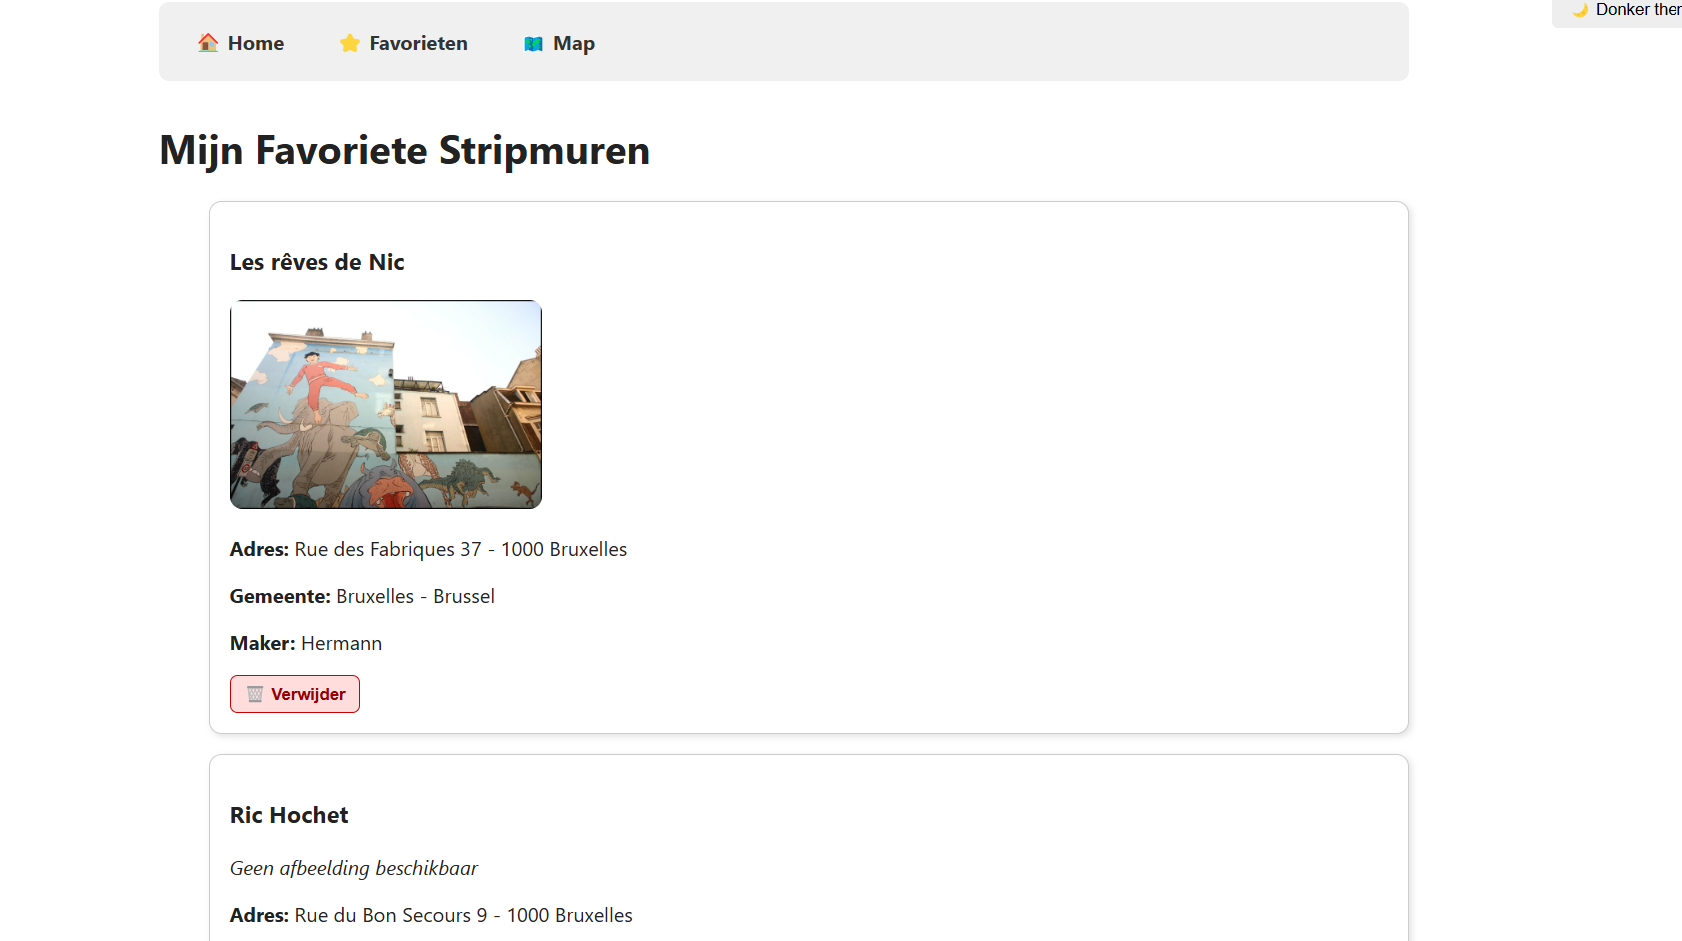 🏠 Home ⭐ Favorieten 🗺️ Map
🌙 Donker ther
Mijn Favoriete Stripmuren
Les rêves de Nic
Adres: Rue des Fabriques 37 - 1000 Bruxelles
Gemeente: Bruxelles - Brussel
Maker: Hermann
🗑️ Verwijder
Ric Hochet
Geen afbeelding beschikbaar
Adres: Rue du Bon Secours 9 - 1000 Bruxelles